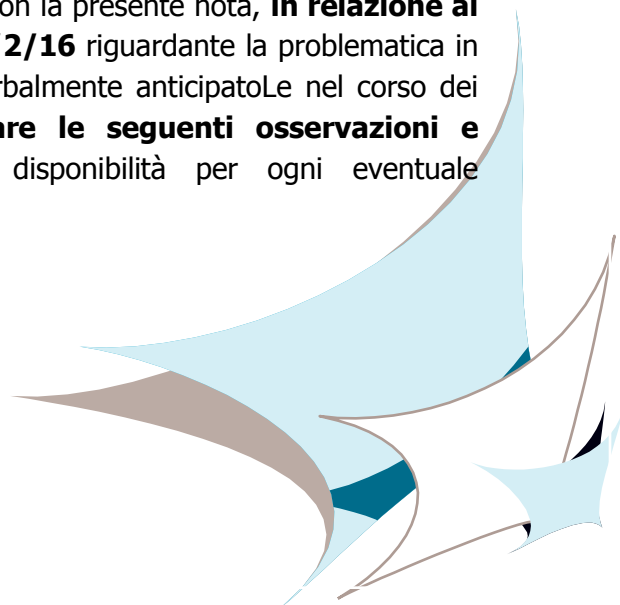 on la presente nota, in relazione al
2/16 riguardante la problematica in
rbalmente anticipatoLe nel corso dei
are le seguenti osservazioni e
disponibilità per ogni eventuale